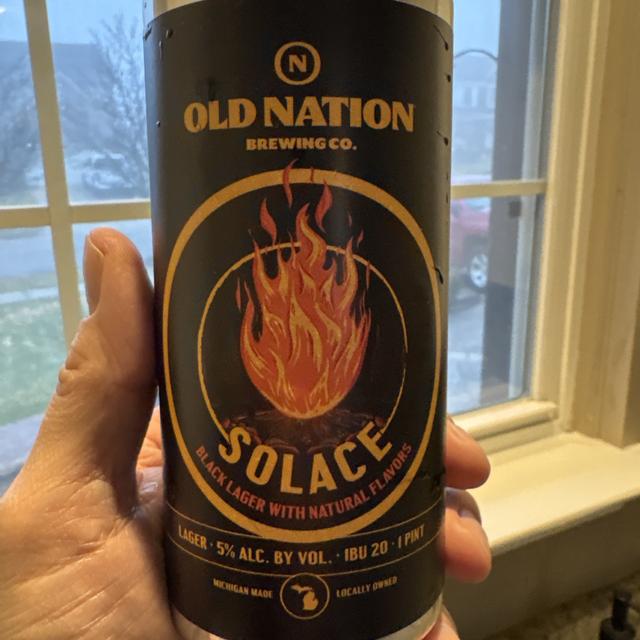 N
OLD NATION
BREWING CO.
SOLACE
BLACK LAGER WITH NATURAL FLAVORS
LAGER · 5% ALC. BY VOL. · IBU 20 · 1 PINT
MICHIGAN MADE LOCALLY OWNED